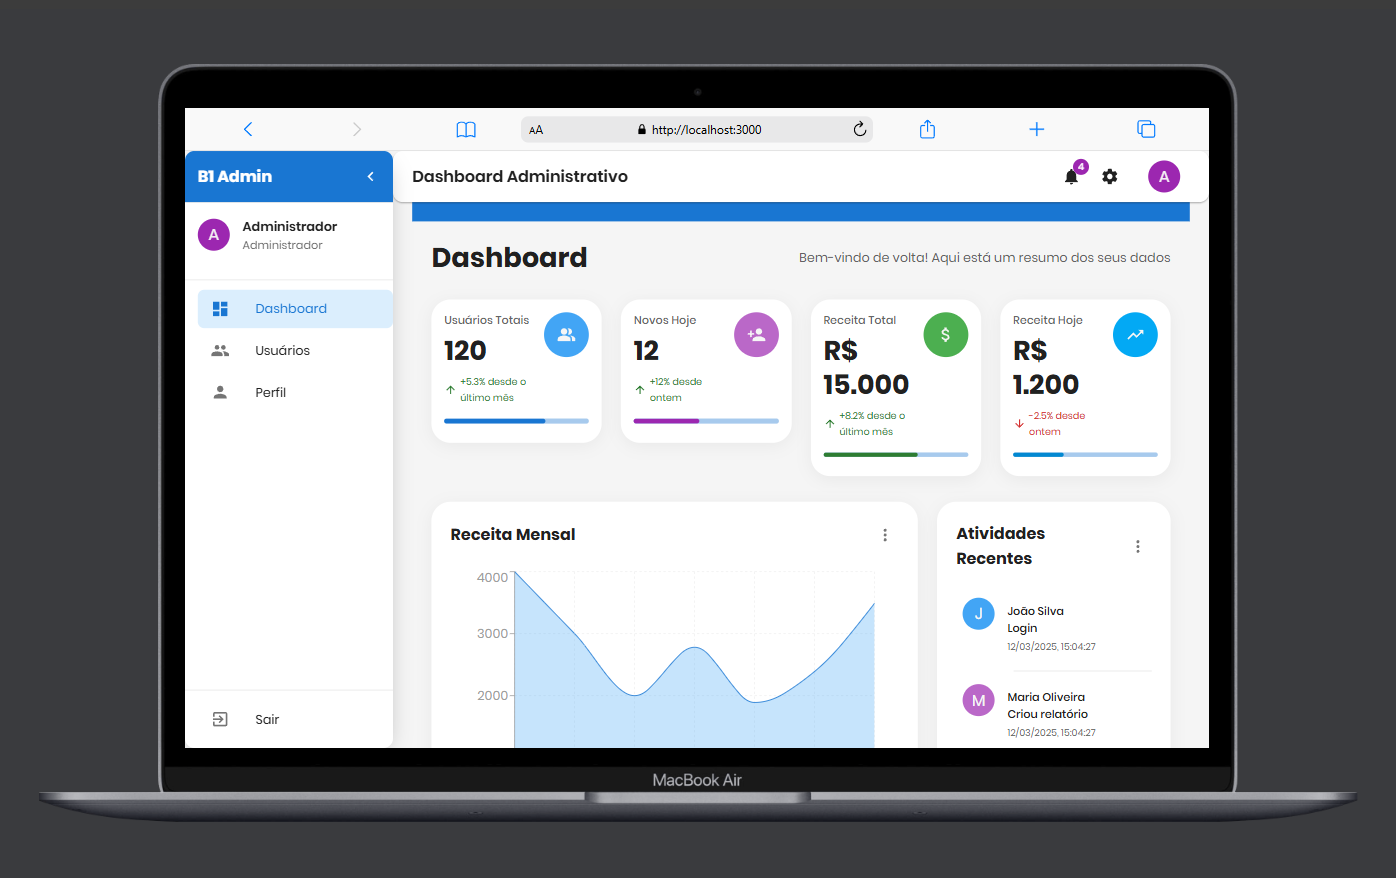 AA
http://localhost:3000
B1 Admin
Dashboard Administrativo
4
A
A
Administrador
Administrador
Dashboard
Usuários
Perfil
Sair
Dashboard
Bem-vindo de volta! Aqui está um resumo dos seus dados
Usuários Totais
120
+5.3% desde o
último mês
Novos Hoje
12
+12% desde
ontem
Receita Total
R$
15.000
$
+8.2% desde o
último mês
Receita Hoje
R$
1.200
-2.5% desde
ontem
Receita Mensal
4000
3000
2000
Atividades
Recentes
J
João Silva
Login
12/03/2025, 15:04:27
M
Maria Oliveira
Criou relatório
12/03/2025, 15:04:27
MacBook Air